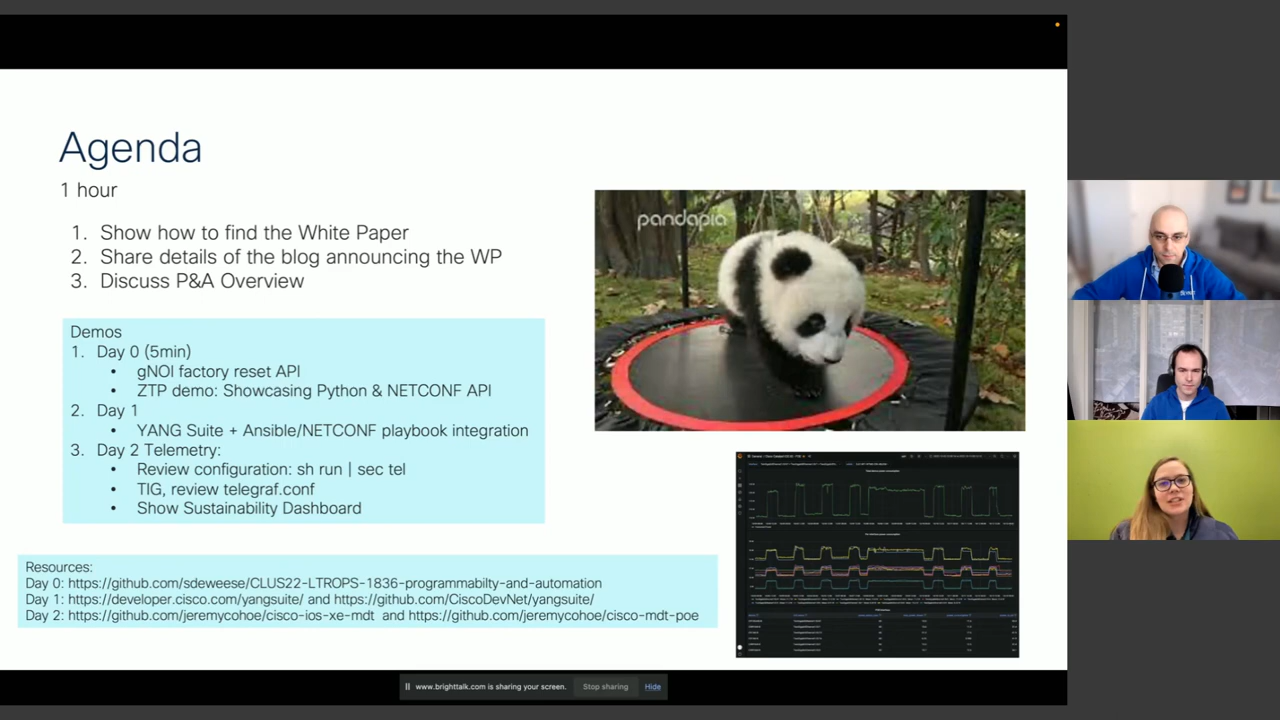 Agenda
1 hour
1. Show how to find the White Paper
2. Share details of the blog announcing the WP
3. Discuss P&A Overview
pandapia
Demos
1. Day 0 (5min)
• gNOI factory reset API
• ZTP demo: Showcasing Python & NETCONF API
2. Day 1
• YANG Suite + Ansible/NETCONF playbook integration
3. Day 2 Telemetry:
• Review configuration: sh run | sec tel
• TIG, review telegraf.conf
• Show Sustainability Dashboard
Resources:
Day 0: https://github.com/sdeweese/CLUS21-LTROPS-1836-programmabilty-and-automation
Day 1: https://developer.cisco.com/yangsuite/ and https://github.com/CiscoDevNet/yangsuite/
Day 2: https://github.com/jeremycohoe/cisco-ios-xe-mdt and https://github.com/jeremycohoe/cisco-mdt-poe
www.brighttalk.com is sharing your screen. Stop sharing Hide